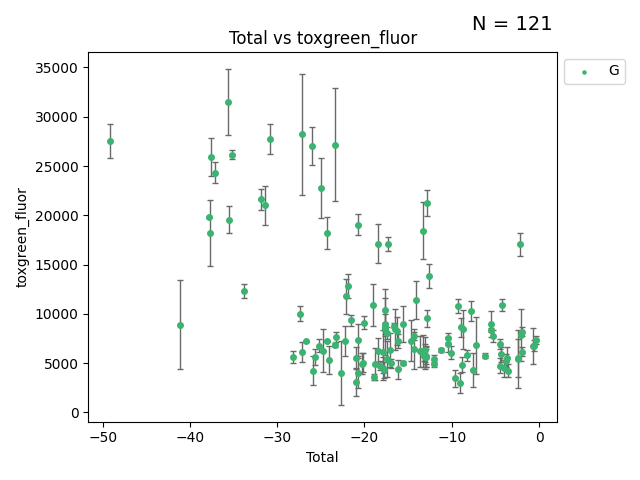 N = 121
Total vs toxgreen_fluor
G
toxgreen_fluor
35000
30000
25000
20000
15000
10000
5000
0
−50 −40 −30 −20 −10 0
Total